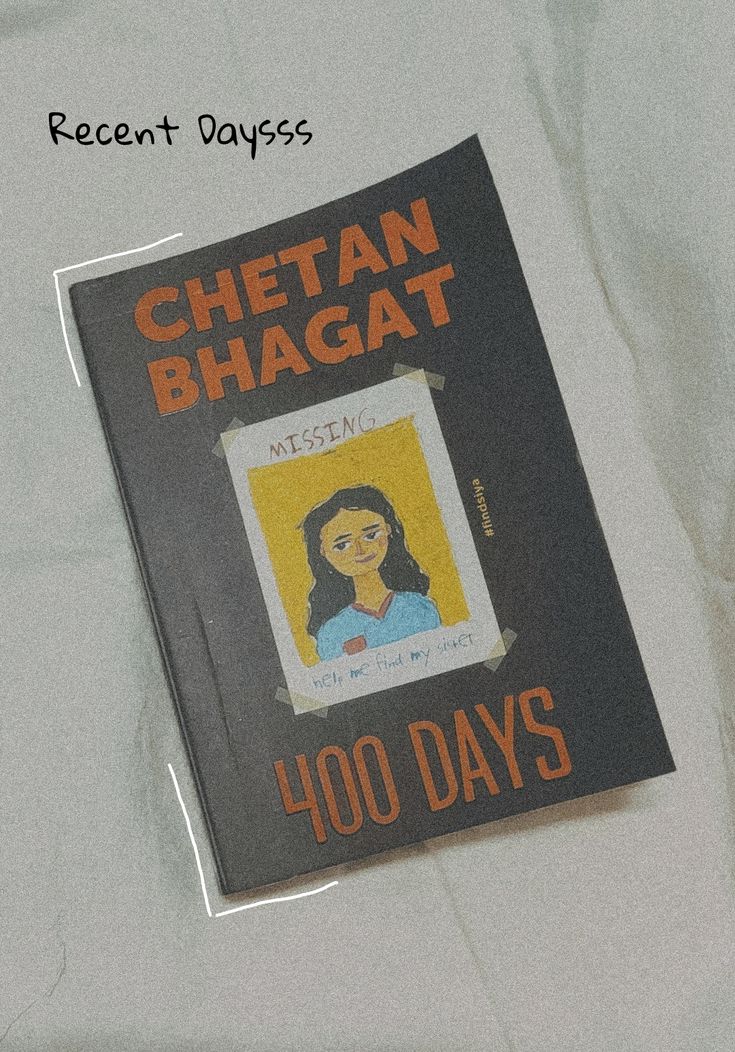 Recent Daysss
CHETAN
BHAGAT
MISSING
#findsiya
help me find my sister
400 DAYS